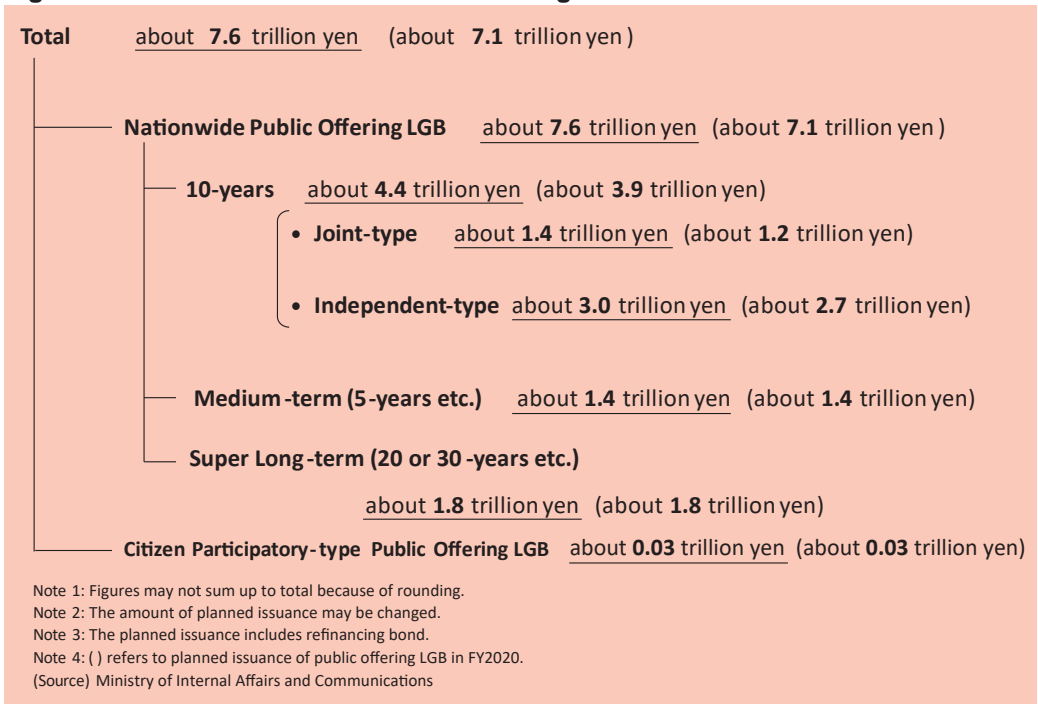 Total about 7.6 trillion yen (about 7.1 trillion yen )
Nationwide Public Offering LGB about 7.6 trillion yen (about 7.1 trillion yen )
10-years about 4.4 trillion yen (about 3.9 trillion yen)
• Joint-type about 1.4 trillion yen (about 1.2 trillion yen)
• Independent-type about 3.0 trillion yen (about 2.7 trillion yen)
Medium-term (5-years etc.) about 1.4 trillion yen (about 1.4 trillion yen)
Super Long-term (20 or 30-years etc.)
about 1.8 trillion yen (about 1.8 trillion yen)
Citizen Participatory-type Public Offering LGB about 0.03 trillion yen (about 0.03 trillion yen)
Note 1: Figures may not sum up to total because of rounding.
Note 2: The amount of planned issuance may be changed.
Note 3: The planned issuance includes refinancing bond.
Note 4: ( ) refers to planned issuance of public offering LGB in FY2020.
(Source) Ministry of Internal Affairs and Communications